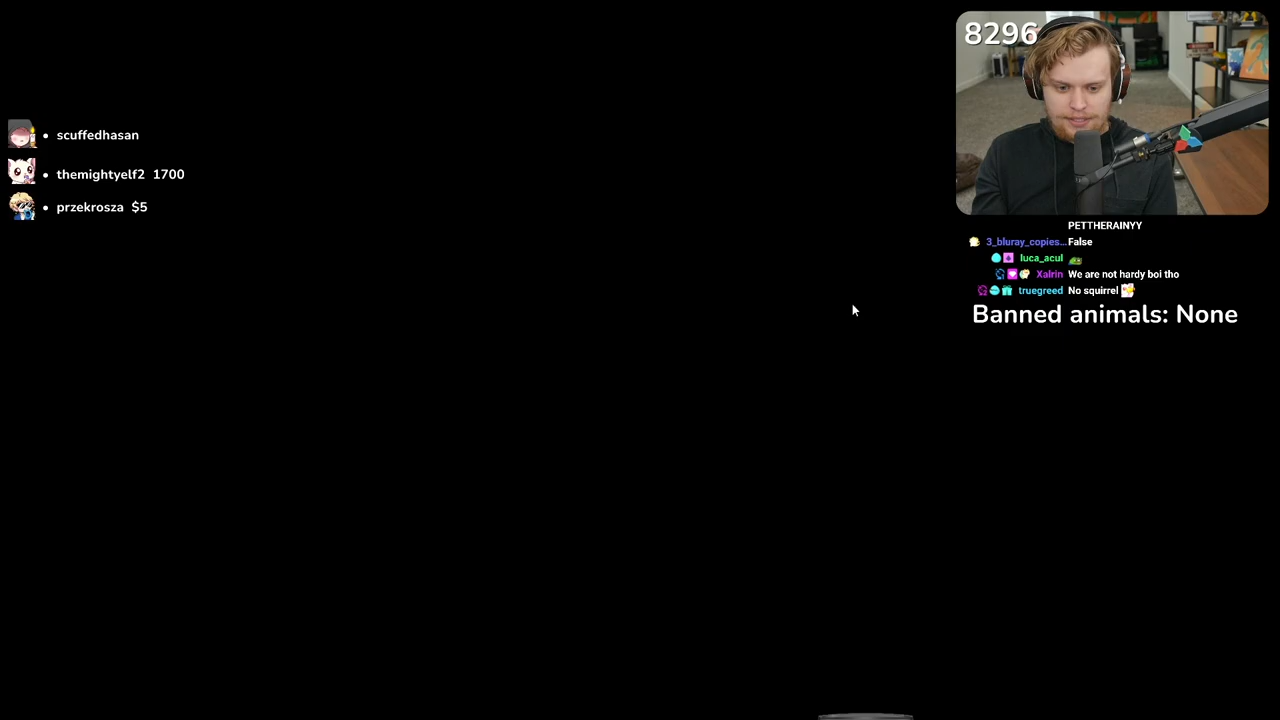 8296
scuffedhasan
themightyelf2 1700
przekrosza $5
PETTHERAINYY
3_bluray_copies... False
luca_acul
Xalrin We are not hardy boi tho
truegreed No squirrel
Banned animals: None